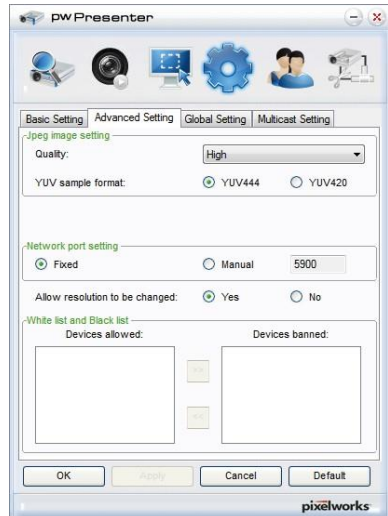 pwPresenter
Basic Setting Advanced Setting Global Setting Multicast Setting
Jpeg image setting
Quality: High
YUV sample format: YUV444 YUV420
Network port setting
Fixed Manual 5900
Allow resolution to be changed: Yes No
White list and Black list
Devices allowed: Devices banned:
<<
<<
OK Apply Cancel Default
pixelworks